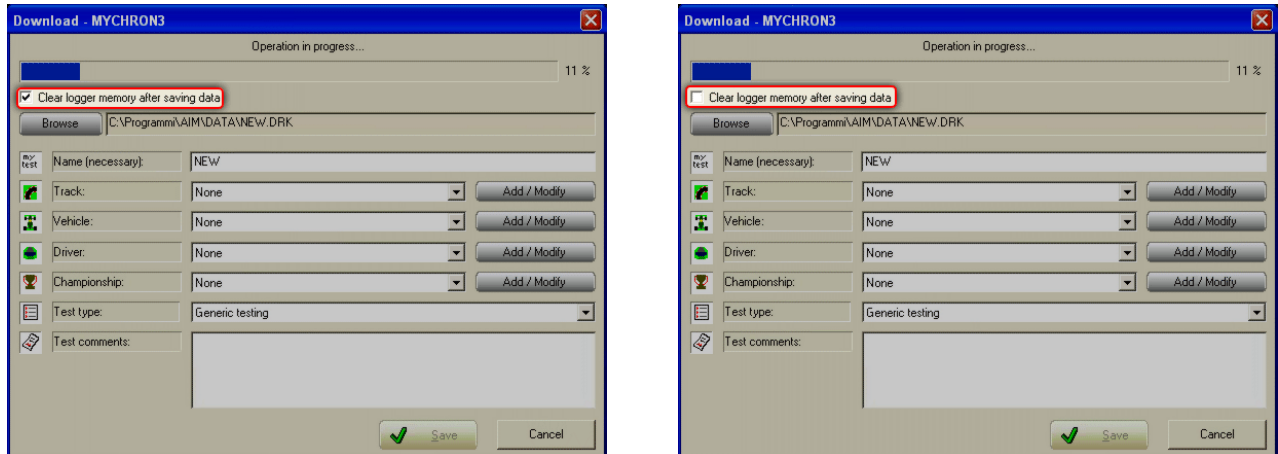 Download - MYCHRON3
Operation in progress...
11 %
Clear logger memory after saving data
Browse C:\Programmi\AIM\DATA\NEW.DRK
my test Name (necessary): NEW
Track: None Add / Modify
Vehicle: None Add / Modify
Driver: None Add / Modify
Championship: None Add / Modify
Test type: Generic testing
Test comments:
Save Cancel
Download - MYCHRON3
Operation in progress...
11 %
Clear logger memory after saving data
Browse C:\Programmi\AIM\DATA\NEW.DRK
my test Name (necessary): NEW
Track: None Add / Modify
Vehicle: None Add / Modify
Driver: None Add / Modify
Championship: None Add / Modify
Test type: Generic testing
Test comments:
Save Cancel